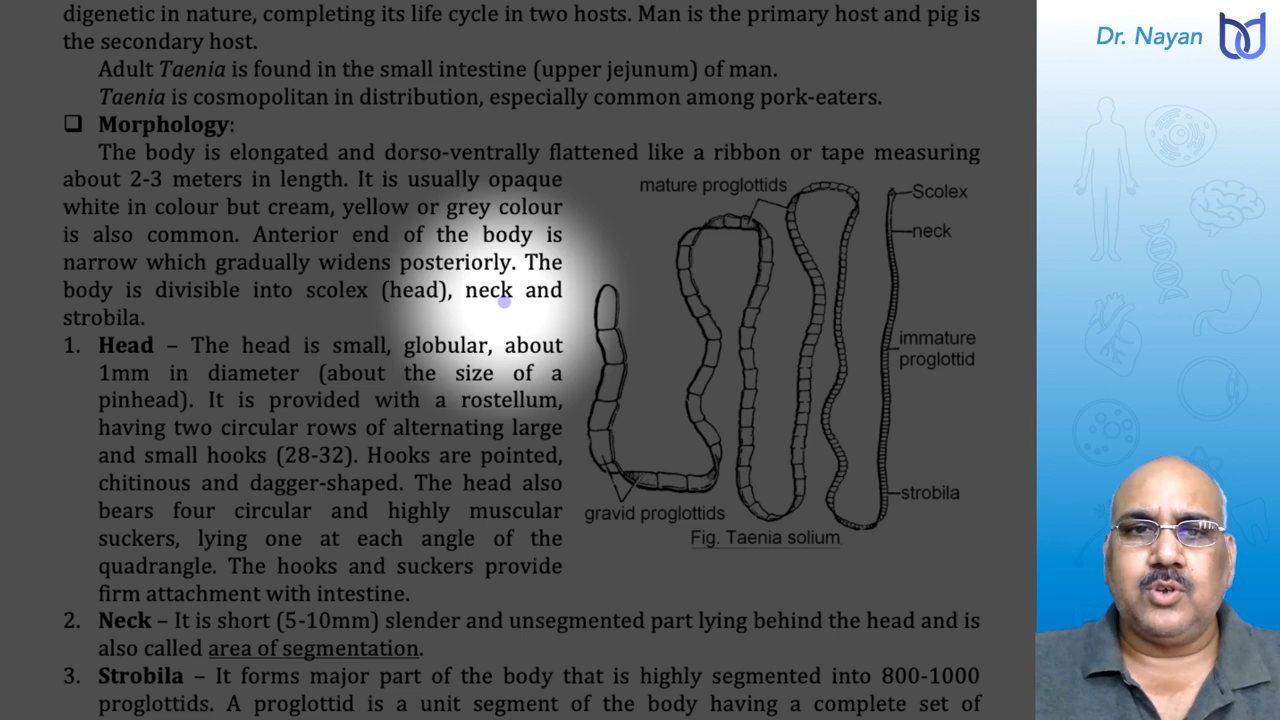 digenetic in nature, completing its life cycle in two hosts. Man is the primary host and pig is
the secondary host.
Adult Taenia is found in the small intestine (upper jejunum) of man.
Taenia is cosmopolitan in distribution, especially common among pork-eaters.
❑ Morphology:
The body is elongated and dorso-ventrally flattened like a ribbon or tape measuring
about 2-3 meters in length. It is usually opaque
white in colour but cream, yellow or grey colour
is also common. Anterior end of the body is
narrow which gradually widens posteriorly. The
body is divisible into scolex (head), neck and
strobila.
1. Head – The head is small, globular, about
1mm in diameter (about the size of a
pinhead). It is provided with a rostellum,
having two circular rows of alternating large
and small hooks (28-32). Hooks are pointed,
chitinous and dagger-shaped. The head also
bears four circular and highly muscular
suckers, lying one at each angle of the
quadrangle. The hooks and suckers provide
firm attachment with intestine.
mature proglottids
Scolex
neck
immature
proglottid
strobila
gravid proglottids
Fig. Taenia solium
2. Neck – It is short (5-10mm) slender and unsegmented part lying behind the head and is
also called area of segmentation.
3. Strobila – It forms major part of the body that is highly segmented into 800-1000
proglottids. A proglottid is a unit segment of the body having a complete set of
Dr. Nayan